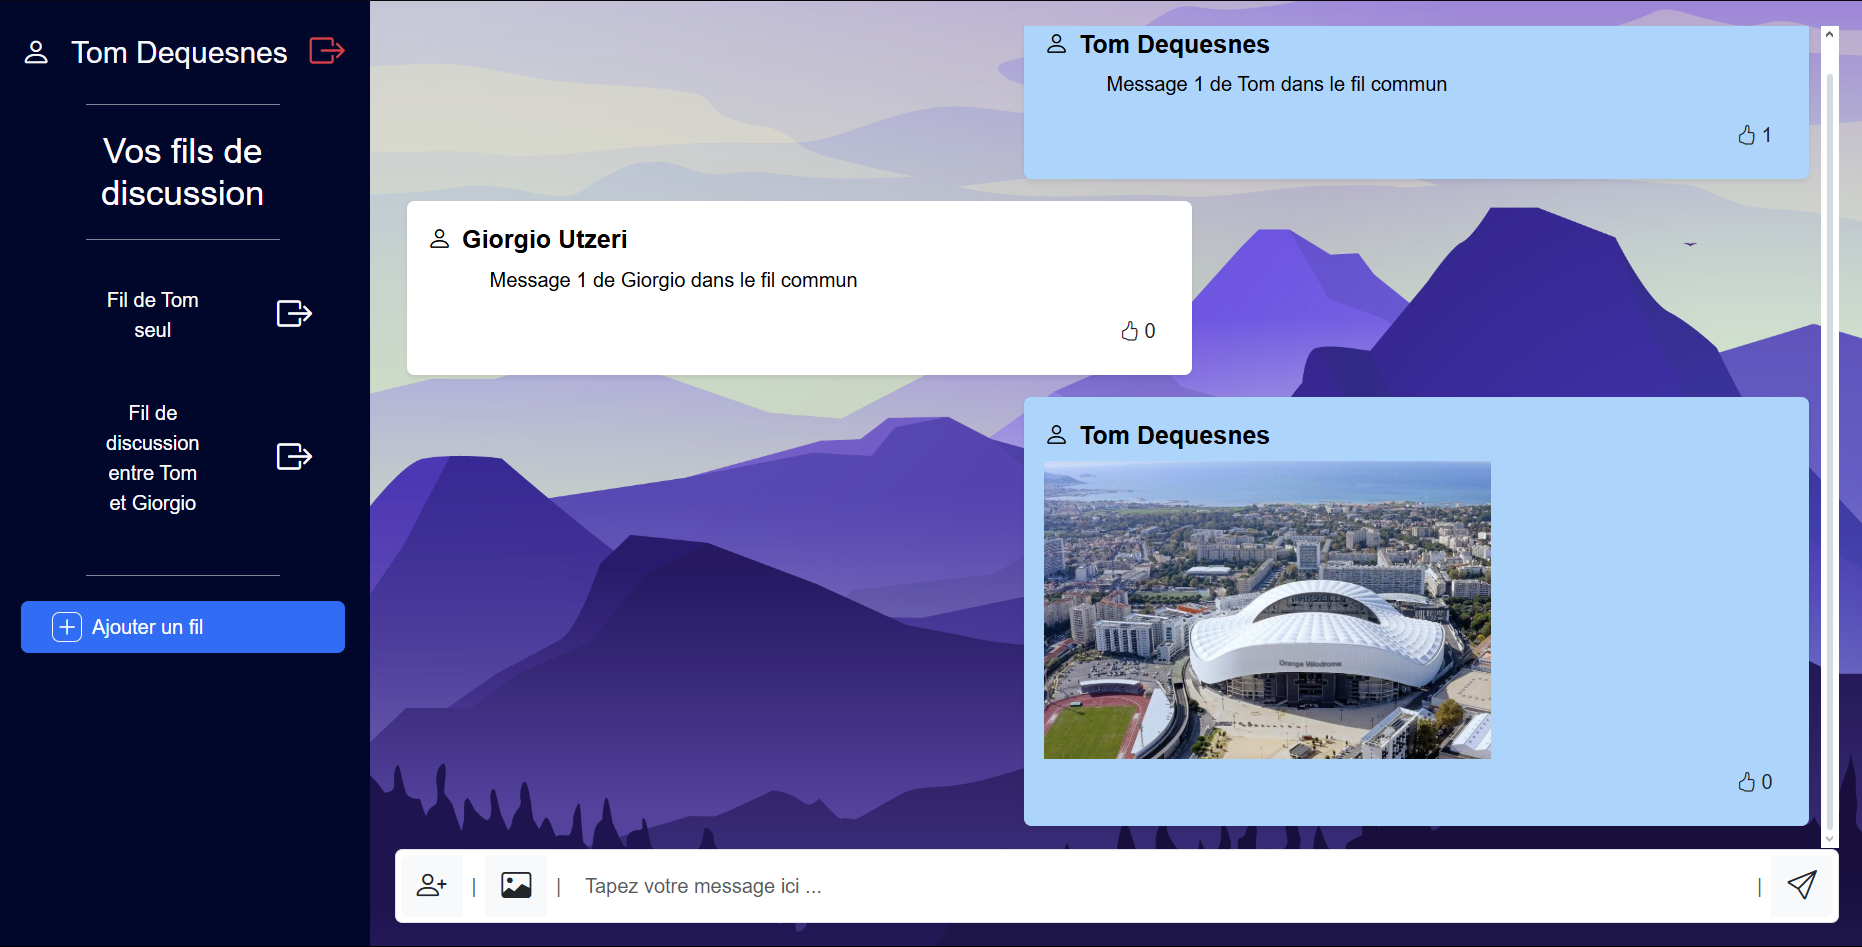 Tom Dequesnes
Vos fils de
discussion
Fil de Tom
seul
Fil de
discussion
entre Tom
et Giorgio
Ajouter un fil
Tom Dequesnes
Message 1 de Tom dans le fil commun
1
Giorgio Utzeri
Message 1 de Giorgio dans le fil commun
0
Tom Dequesnes
Orange Vélodrome
0
| | Tapez votre message ici ... |